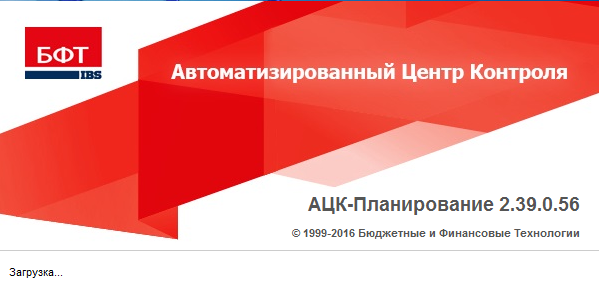 БФТ
IBS
Автоматизированный Центр Контроля
АЦК-Планирование 2.39.0.56
© 1999-2016 Бюджетные и Финансовые Технологии
Загрузка...